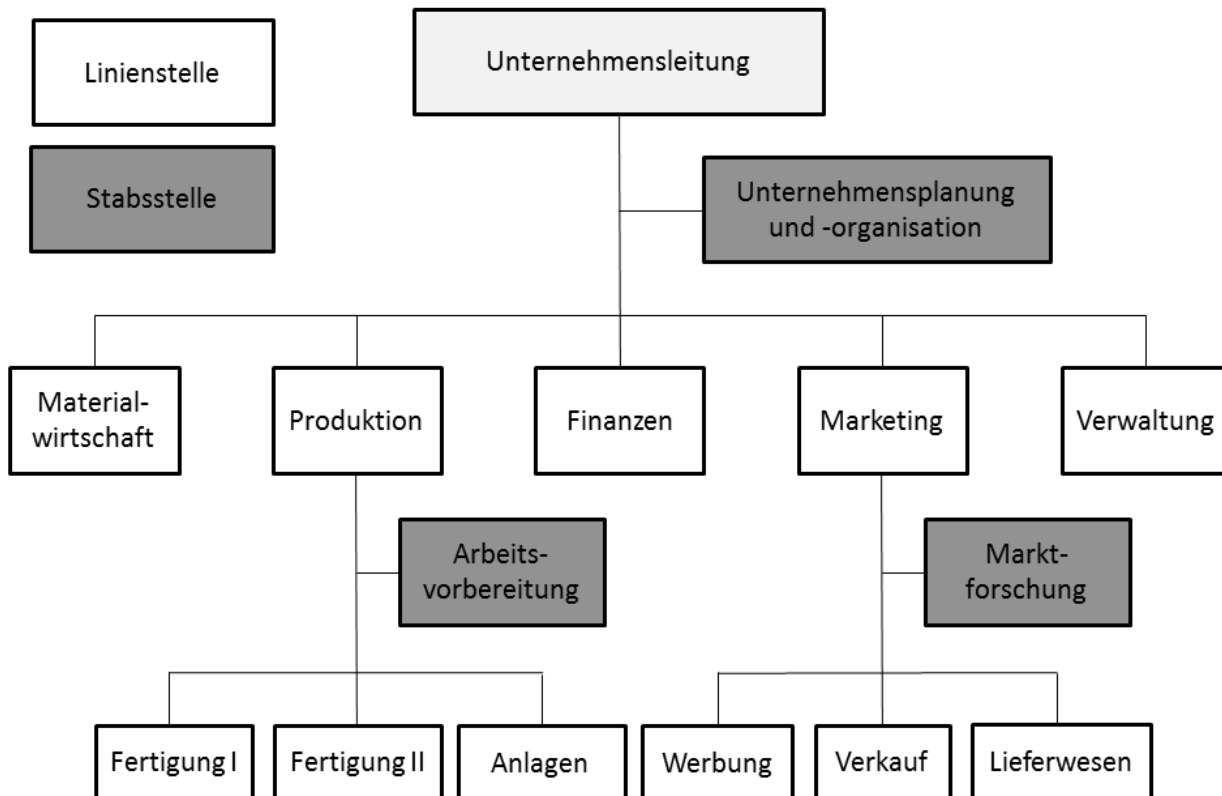 Linienstelle
Unternehmensleitung
Stabsstelle
Unternehmensplanung
und -organisation
Material-
wirtschaft
Produktion
Finanzen
Marketing
Verwaltung
Arbeits-
vorbereitung
Markt-
forschung
Fertigung I
Fertigung II
Anlagen
Werbung
Verkauf
Lieferwesen